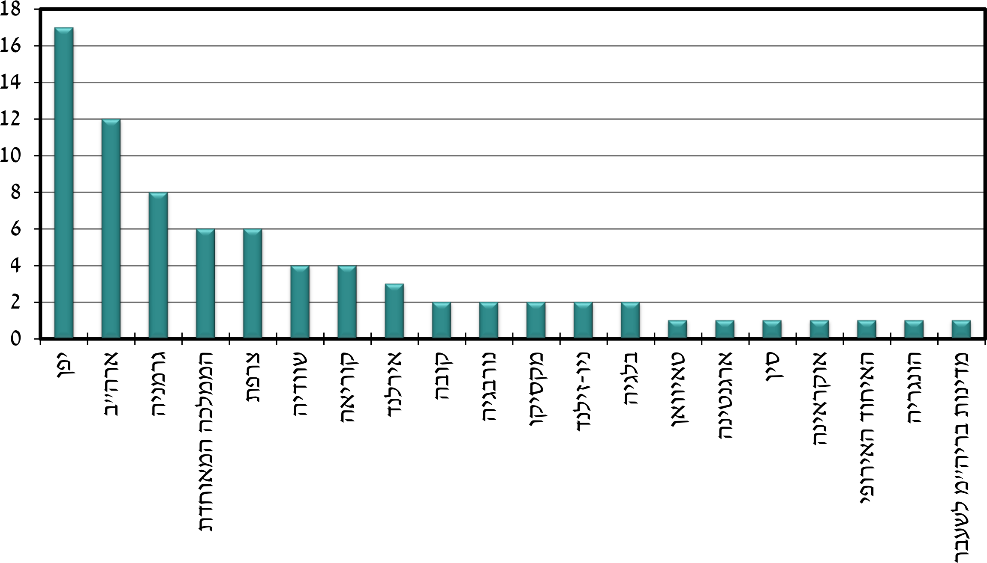 18
16
14
12
10
8
6
4
2
0
יפן
ארה״ב
גרמניה
הממלכה המאוחדת
צרפת
שוודיה
קוריאה
אירלנד
קובה
נורבגיה
מקסיקו
ניו-זילנד
בלגיה
טאיוואן
ארגנטינה
סין
אוקראינה
האיחוד האירופי
הונגריה
מדינות בריה״מ לשעבר